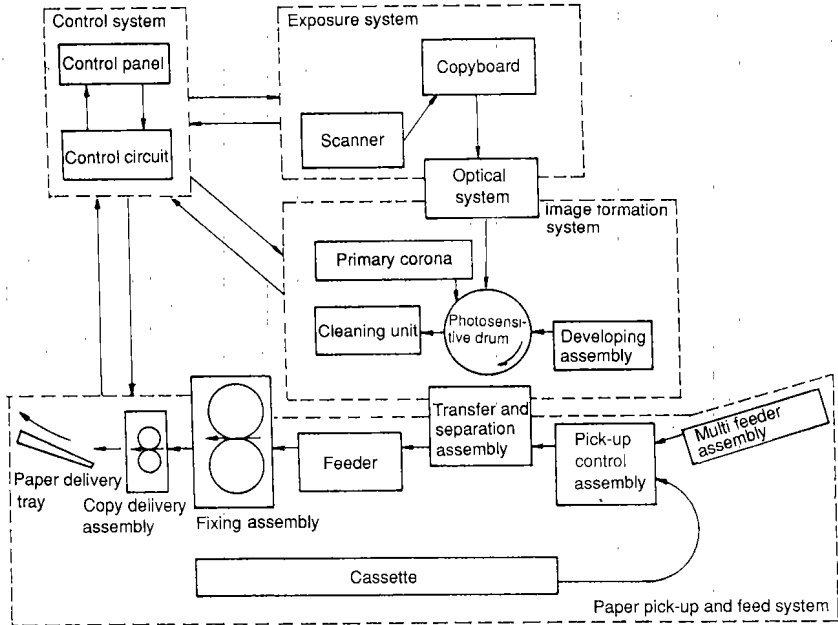 Control system
Control panel
Control circuit
Exposure system
Copyboard
Scanner
Optical
system
Image formation
system
Primary corona
Cleaning unit
Photosensi-
tive drum
Developing
assembly
Transfer and
separation
assembly
Pick-up
control
assembly
Multi feeder
assembly
Feeder
Fixing assembly
Copy delivery
assembly
Paper delivery
tray
Cassette
Paper pick-up and feed system